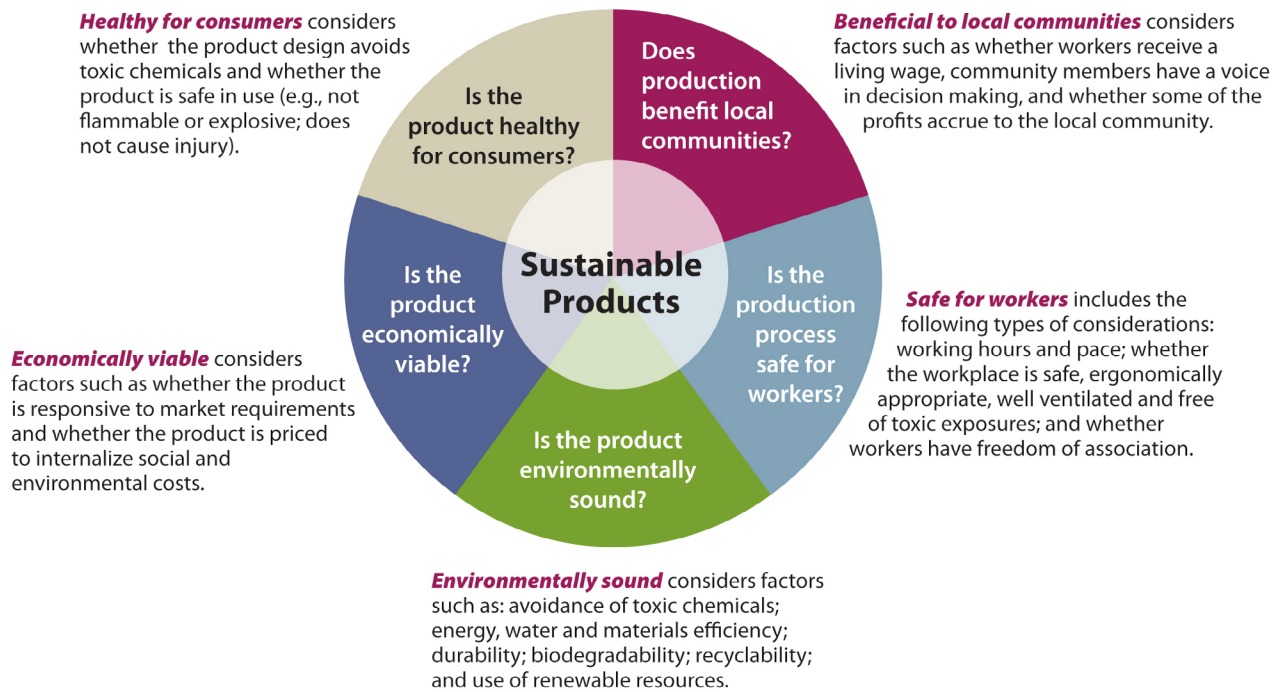 Healthy for consumers considers
whether the product design avoids
toxic chemicals and whether the
product is safe in use (e.g., not
flammable or explosive; does
not cause injury).
Is the
product healthy
for consumers?
Does
production
benefit local
communities?
Beneficial to local communities considers
factors such as whether workers receive a
living wage, community members have a voice
in decision making, and whether some of the
profits accrue to the local community.
Sustainable
Products
Is the
product
economically
viable?
Is the
production
process
safe for
workers?
Safe for workers includes the
following types of considerations:
working hours and pace; whether
the workplace is safe, ergonomically
appropriate, well ventilated and free
of toxic exposures; and whether
workers have freedom of association.
Economically viable considers
factors such as whether the product
is responsive to market requirements
and whether the product is priced
to internalize social and
environmental costs.
Is the product
environmentally
sound?
Environmentally sound considers factors
such as: avoidance of toxic chemicals;
energy, water and materials efficiency;
durability; biodegradability; recyclability;
and use of renewable resources.